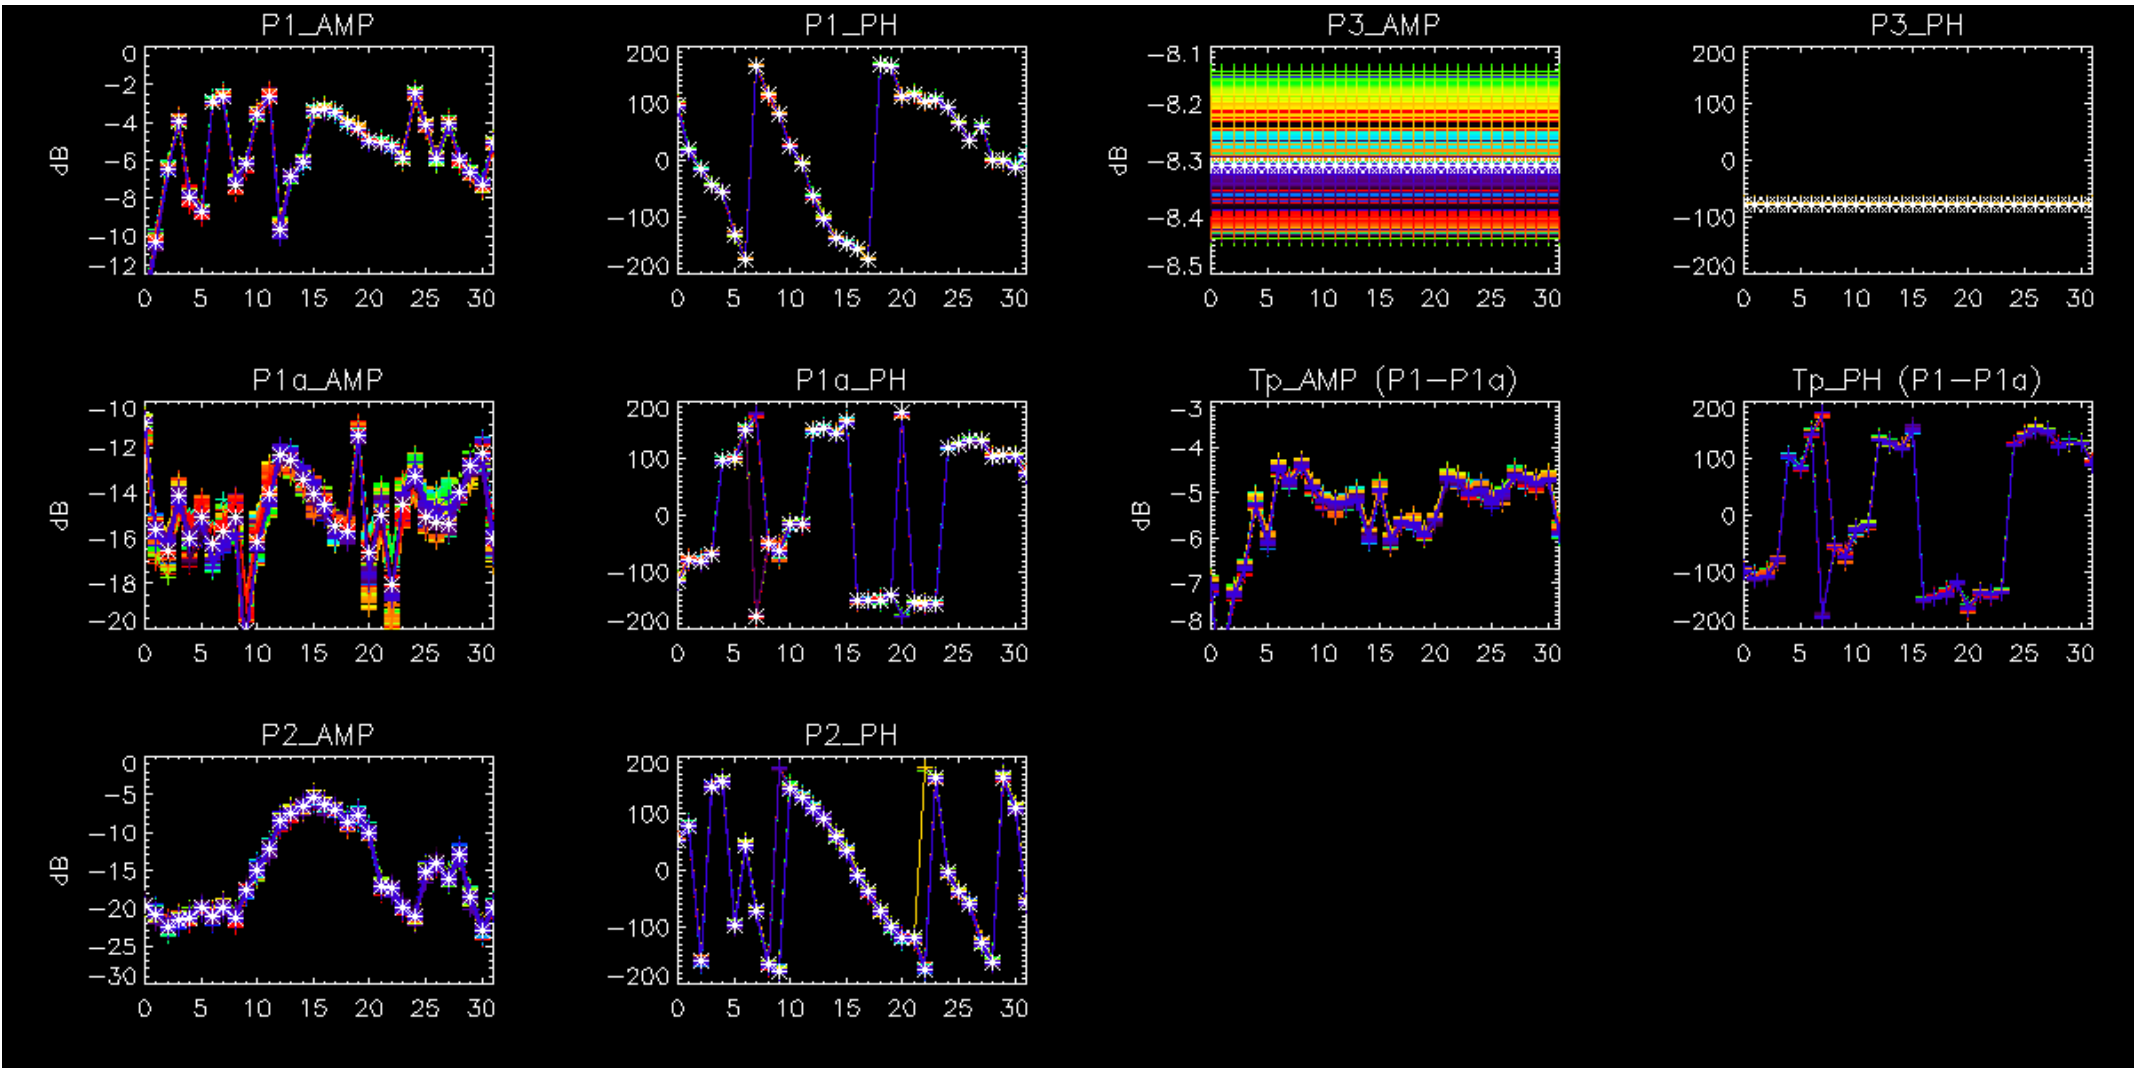 P1_AMP
0
-2
-4
-6
-8
-10
-12
dB
0 5 10 15 20 25 30
P1_PH
200
100
0
-100
-200
0 5 10 15 20 25 30
P3_AMP
-8.1
-8.2
-8.3
-8.4
-8.5
dB
0 5 10 15 20 25 30
P3_PH
200
100
0
-100
-200
0 5 10 15 20 25 30
P1a_AMP
-10
-12
-14
-16
-18
-20
dB
0 5 10 15 20 25 30
P1a_PH
200
100
0
-100
-200
0 5 10 15 20 25 30
Tp_AMP (P1-P1a)
-3
-4
-5
-6
-7
-8
dB
0 5 10 15 20 25 30
Tp_PH (P1-P1a)
200
100
0
-100
-200
0 5 10 15 20 25 30
P2_AMP
0
-5
-10
-15
-20
-25
-30
dB
0 5 10 15 20 25 30
P2_PH
200
100
0
-100
-200
0 5 10 15 20 25 30